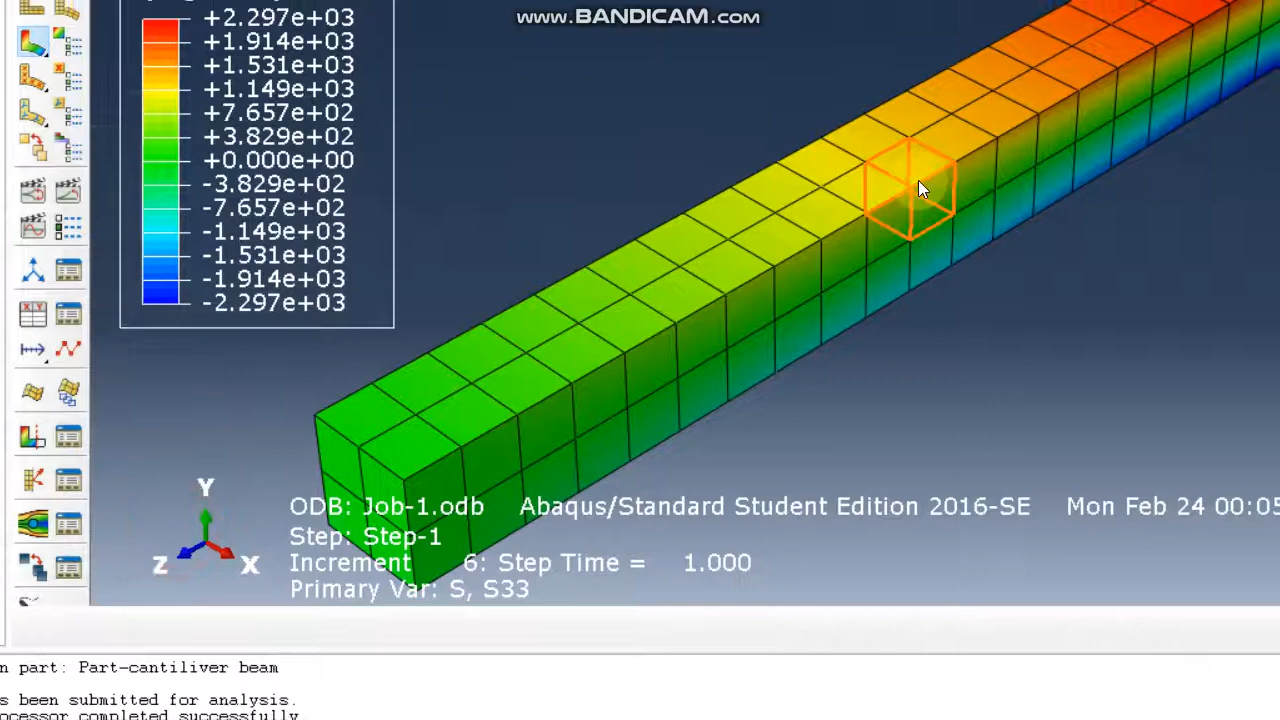 www.BANDICAM.com
+2.297e+03
+1.914e+03
+1.531e+03
+1.149e+03
+7.657e+02
+3.829e+02
+0.000e+00
-3.829e+02
-7.657e+02
-1.149e+03
-1.531e+03
-1.914e+03
-2.297e+03
X Y
Y
Z
X
ODB: Job-1.odb Abaqus/Standard Student Edition 2016-SE Mon Feb 24 00:05
Step: Step-1
Increment 6: Step Time = 1.000
Primary Var: S, S33
n part: Part-cantiliver beam
s been submitted for analysis.
ocessor completed successfully